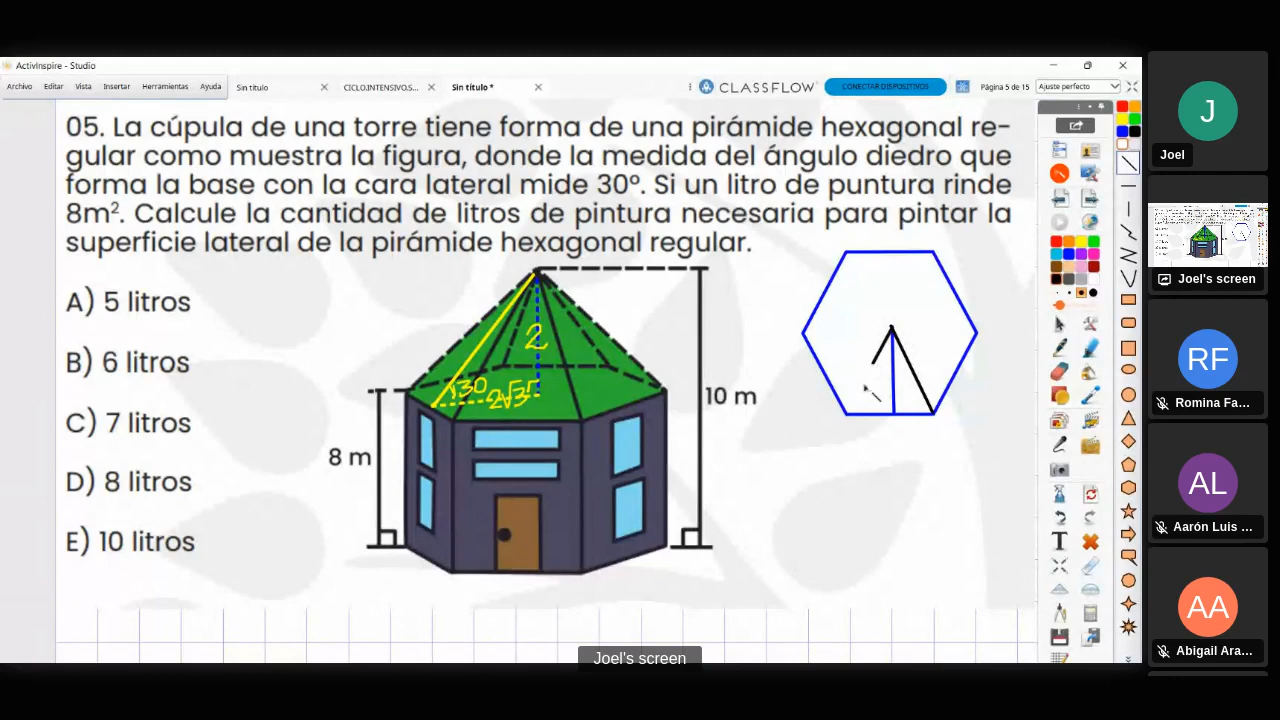 ActivInspire - Studio
Archivo Editar Vista Insertar Herramientas Ayuda
Sin título
CICLO.INTENSIVO.S...
Sin título *
CLASSFLOW
CONECTAR DISPOSITIVOS
Página 5 de 15
Ajuste perfecto
05. La cúpula de una torre tiene forma de una pirámide hexagonal re-
gular como muestra la figura, donde la medida del ángulo diedro que
forma la base con la cara lateral mide 30°. Si un litro de puntura rinde
8m². Calcule la cantidad de litros de pintura necesaria para pintar la
superficie lateral de la pirámide hexagonal regular.
A) 5 litros
B) 6 litros
C) 7 litros
D) 8 litros
E) 10 litros
2
30
2√3
8 m
10 m
Joel's screen
J
Joel
Joel's screen
RF
Romina Fa...
AL
Aarón Luis ...
AA
Abigail Ara...